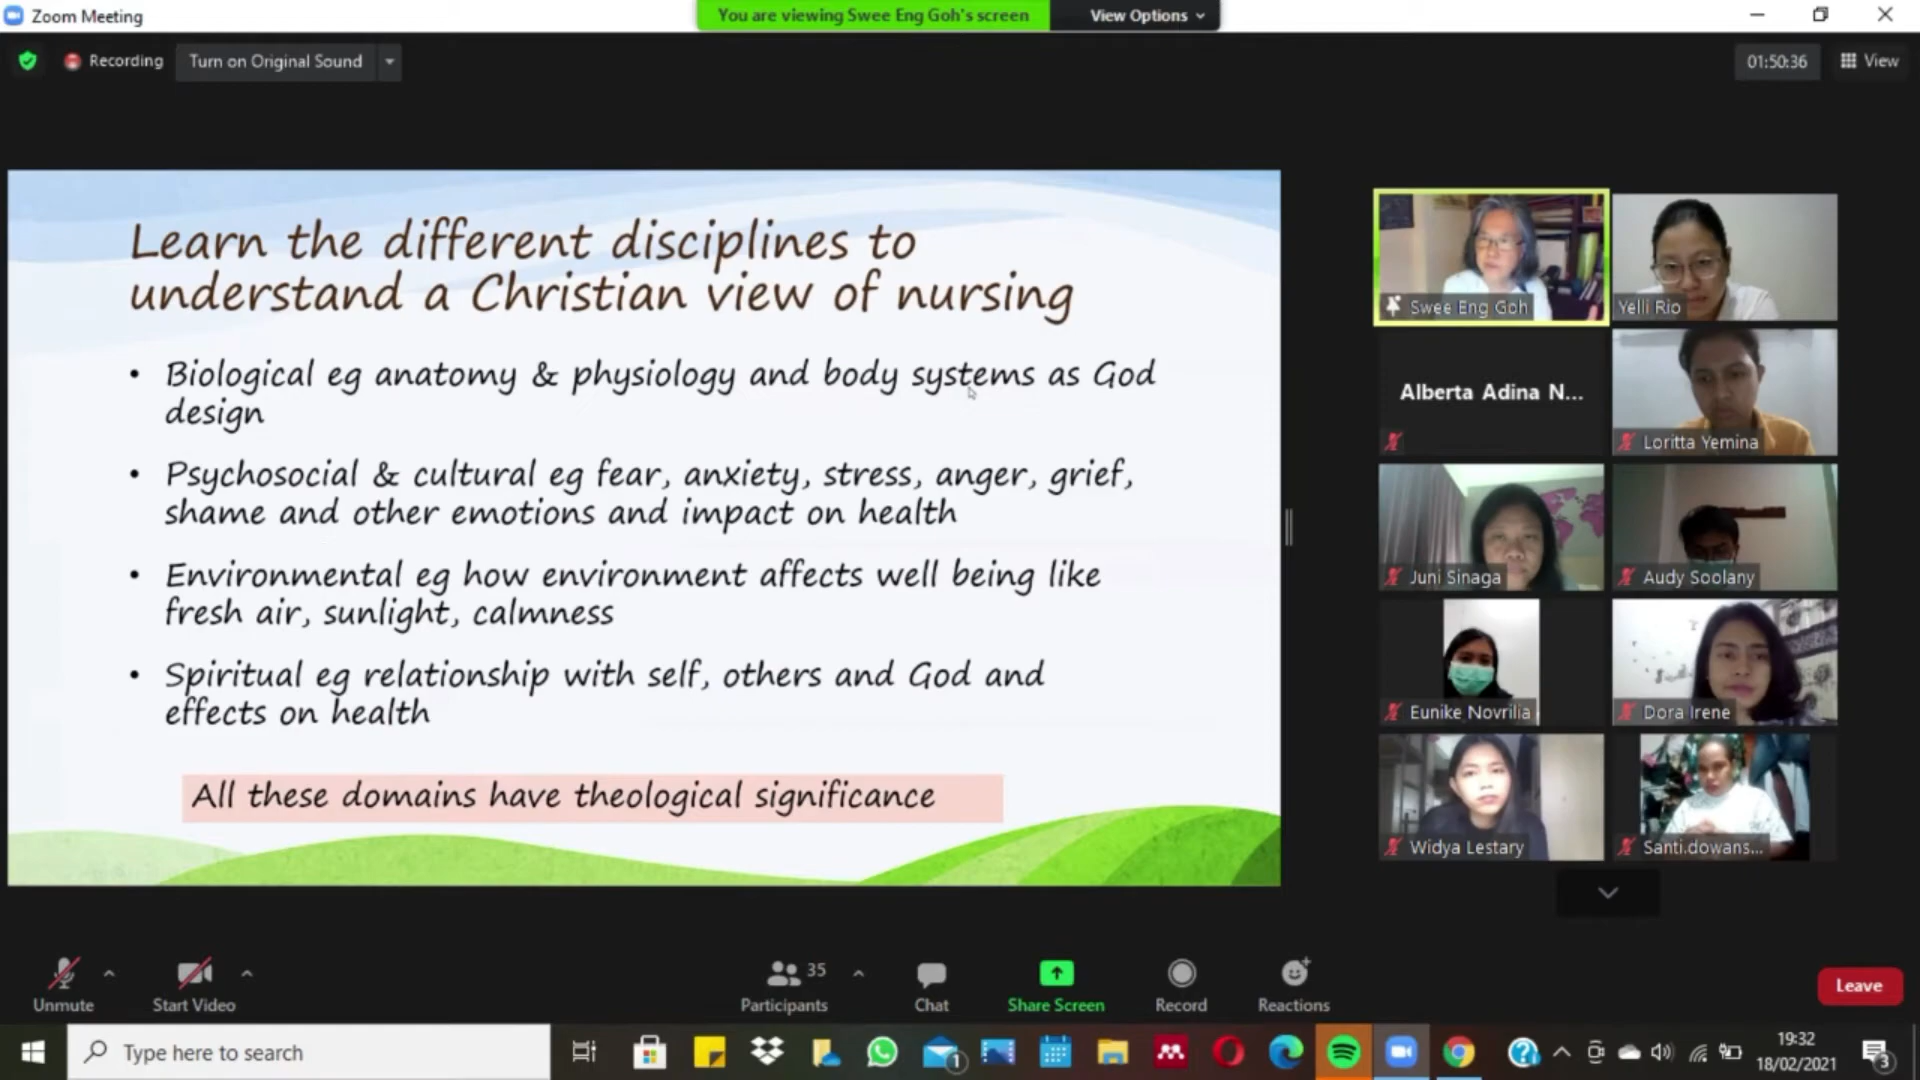 Zoom Meeting
You are viewing Swee Eng Goh's screen
View Options
Recording
Turn on Original Sound
01:50:36
View
Learn the different disciplines to
understand a Christian view of nursing
• Biological eg anatomy & physiology and body systems as God
design
• Psychosocial & cultural eg fear, anxiety, stress, anger, grief,
shame and other emotions and impact on health
• Environmental eg how environment affects well being like
fresh air, sunlight, calmness
• Spiritual eg relationship with self, others and God and
effects on health
All these domains have theological significance
Swee Eng Goh
Yelli Rio
Alberta Adina N...
Loritta Yemina
Juni Sinaga
Audy Soolany
Eunike Novrilia
Dora Irene
Widya Lestary
Santi.dowans...
Unmute
Start Video
35
Participants
Chat
Share Screen
Record
Reactions
Leave
Type here to search
1
19:32
18/02/2021
3